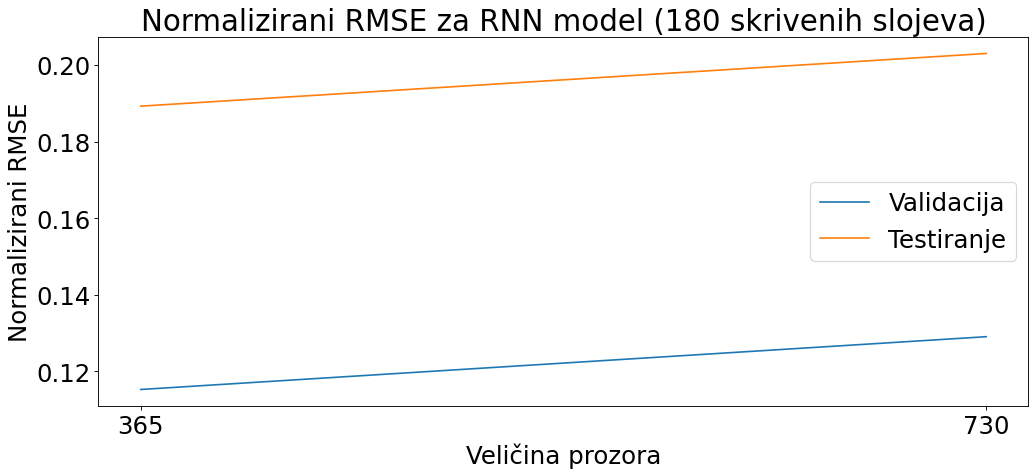 Normalizirani RMSE za RNN model (180 skrivenih slojeva)
Normalizirani RMSE
0.20
0.18
0.16
0.14
0.12
Validacija
Testiranje
365
730
Veličina prozora